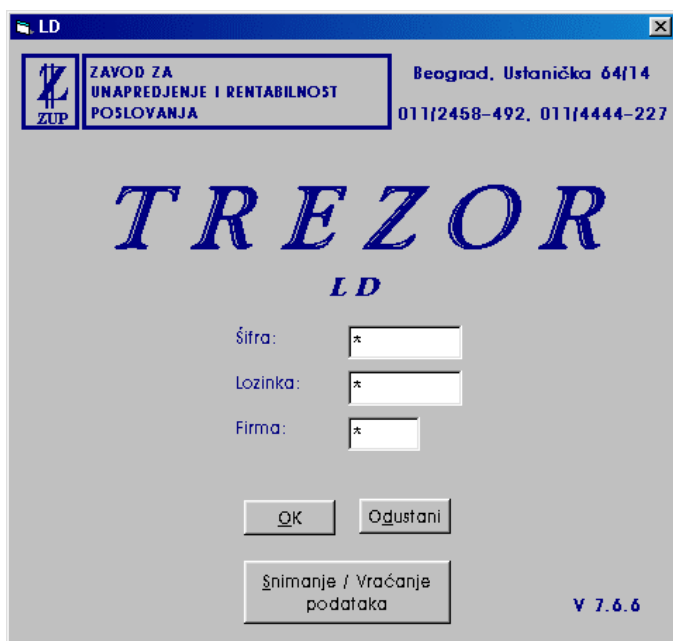 LD
ZAVOD ZA
UNAPREDJENJE I RENTABILNOST
POSLOVANJA
ZUP
Beograd, Ustanička 64/14
011/2458-492, 011/4444-227
TREZOR
LD
Šifra: *
Lozinka: *
Firma: *
OK Odustani
Snimanje / Vraćanje
podataka
V 7.6.6